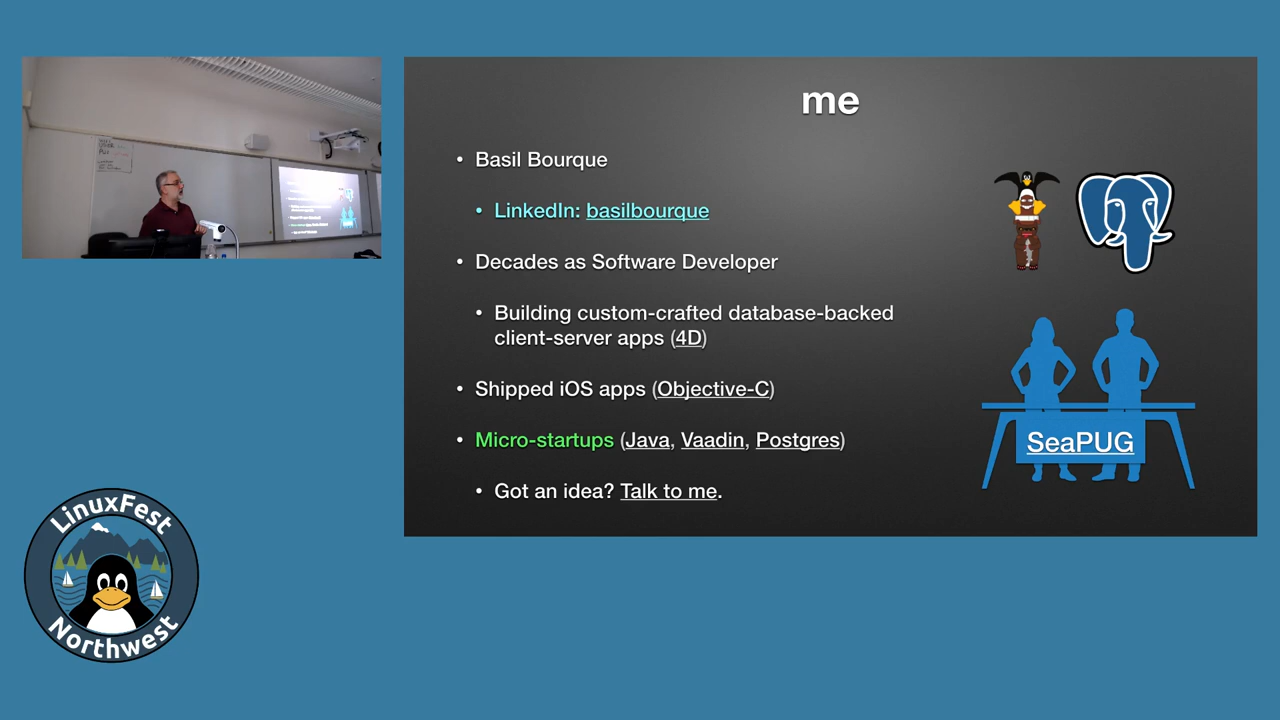 me
• Basil Bourque
• LinkedIn: basilbourque
• Decades as Software Developer
• Building custom-crafted database-backed
client-server apps (4D)
• Shipped iOS apps (Objective-C)
• Micro-startups (Java, Vaadin, Postgres)
• Got an idea? Talk to me.
SeaPUG
LinuxFest
Northwest